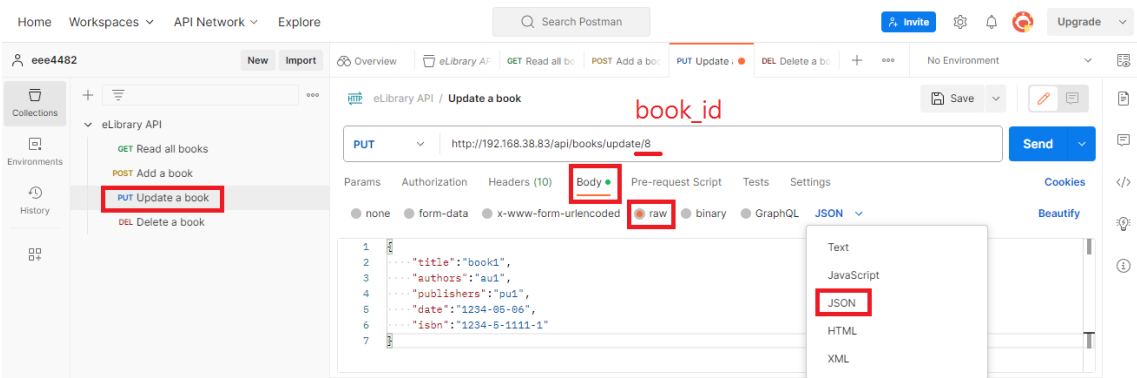 Home Workspaces API Network Explore Search Postman Invite Upgrade
eee4482 New Import Overview eLibrary AP GET Read all bo POST Add a boo PUT Update a DEL Delete a bo No Environment
Collections
Environments
History
eLibrary API
GET Read all books
POST Add a book
PUT Update a book
DEL Delete a book
HTTP eLibrary API / Update a book Save
book_id
PUT http://192.168.38.83/api/books/update/8 Send
Params Authorization Headers (10) Body Pre-request Script Tests Settings Cookies
none form-data x-www-form-urlencoded raw binary GraphQL JSON Beautify
1 {
2 "title":"book1",
3 "authors":"au1",
4 "publishers":"pu1",
5 "date":"1234-05-06",
6 "isbn":"1234-5-1111-1"
7 }
Text
JavaScript
JSON
HTML
XML